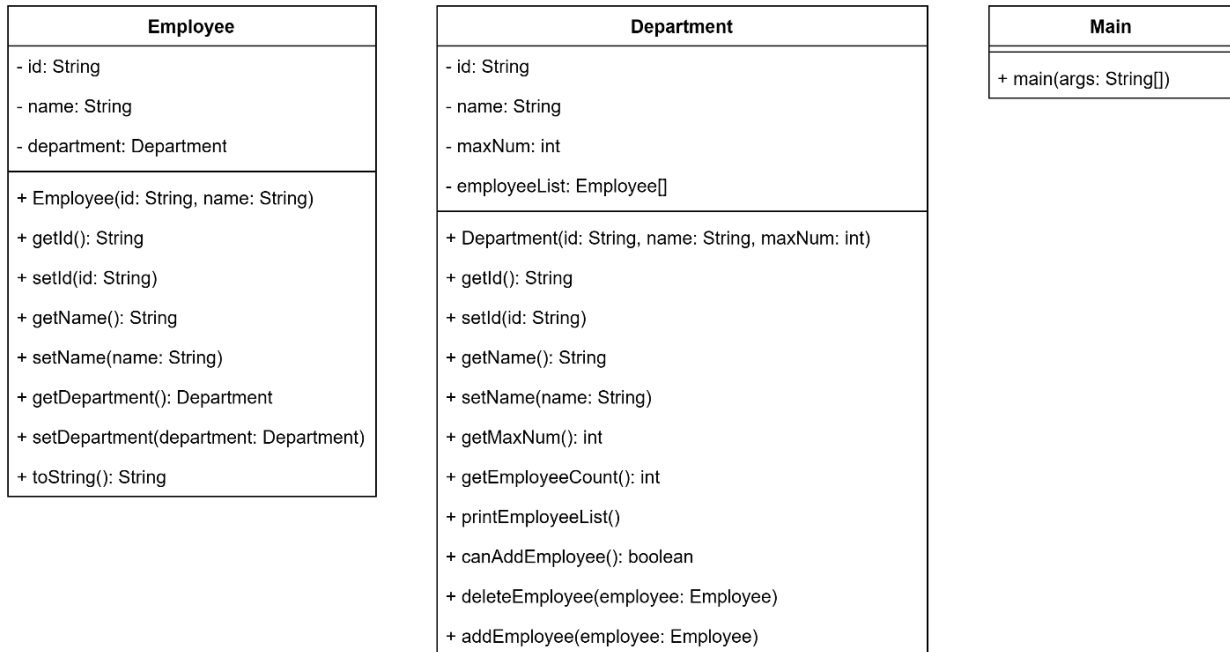 Employee
- id: String
- name: String
- department: Department
+ Employee(id: String, name: String)
+ getId(): String
+ setId(id: String)
+ getName(): String
+ setName(name: String)
+ getDepartment(): Department
+ setDepartment(department: Department)
+ toString(): String
Department
- id: String
- name: String
- maxNum: int
- employeeList: Employee[]
+ Department(id: String, name: String, maxNum: int)
+ getId(): String
+ setId(id: String)
+ getName(): String
+ setName(name: String)
+ getMaxNum(): int
+ getEmployeeCount(): int
+ printEmployeeList()
+ canAddEmployee(): boolean
+ deleteEmployee(employee: Employee)
+ addEmployee(employee: Employee)
Main
+ main(args: String[])